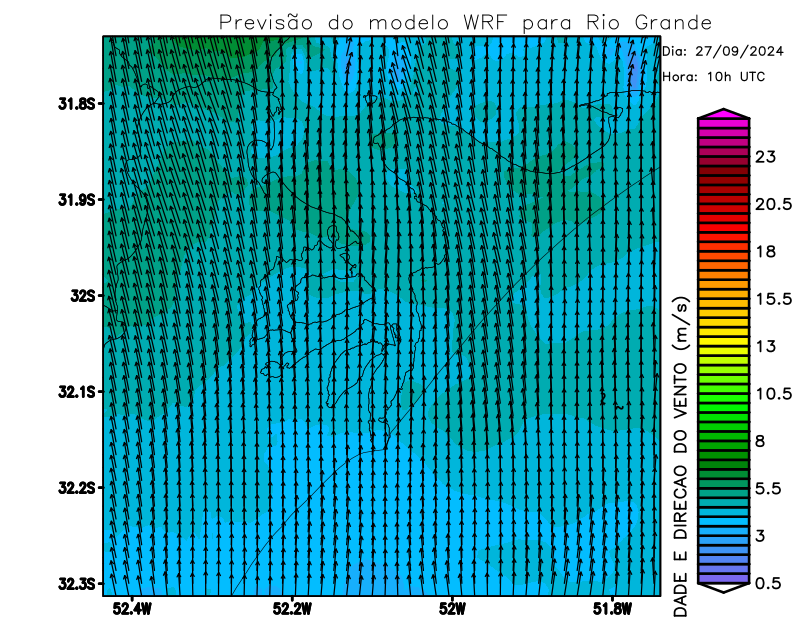 Previsão do modelo WRF para Rio Grande
Dia: 27/09/2024
Hora: 10h UTC
31.8S
31.9S
32S
32.1S
32.2S
32.3S
52.4W
52.2W
52W
51.8W
23
20.5
18
15.5
13
10.5
8
5.5
3
0.5
DADE E DIRECAO DO VENTO (m/s)